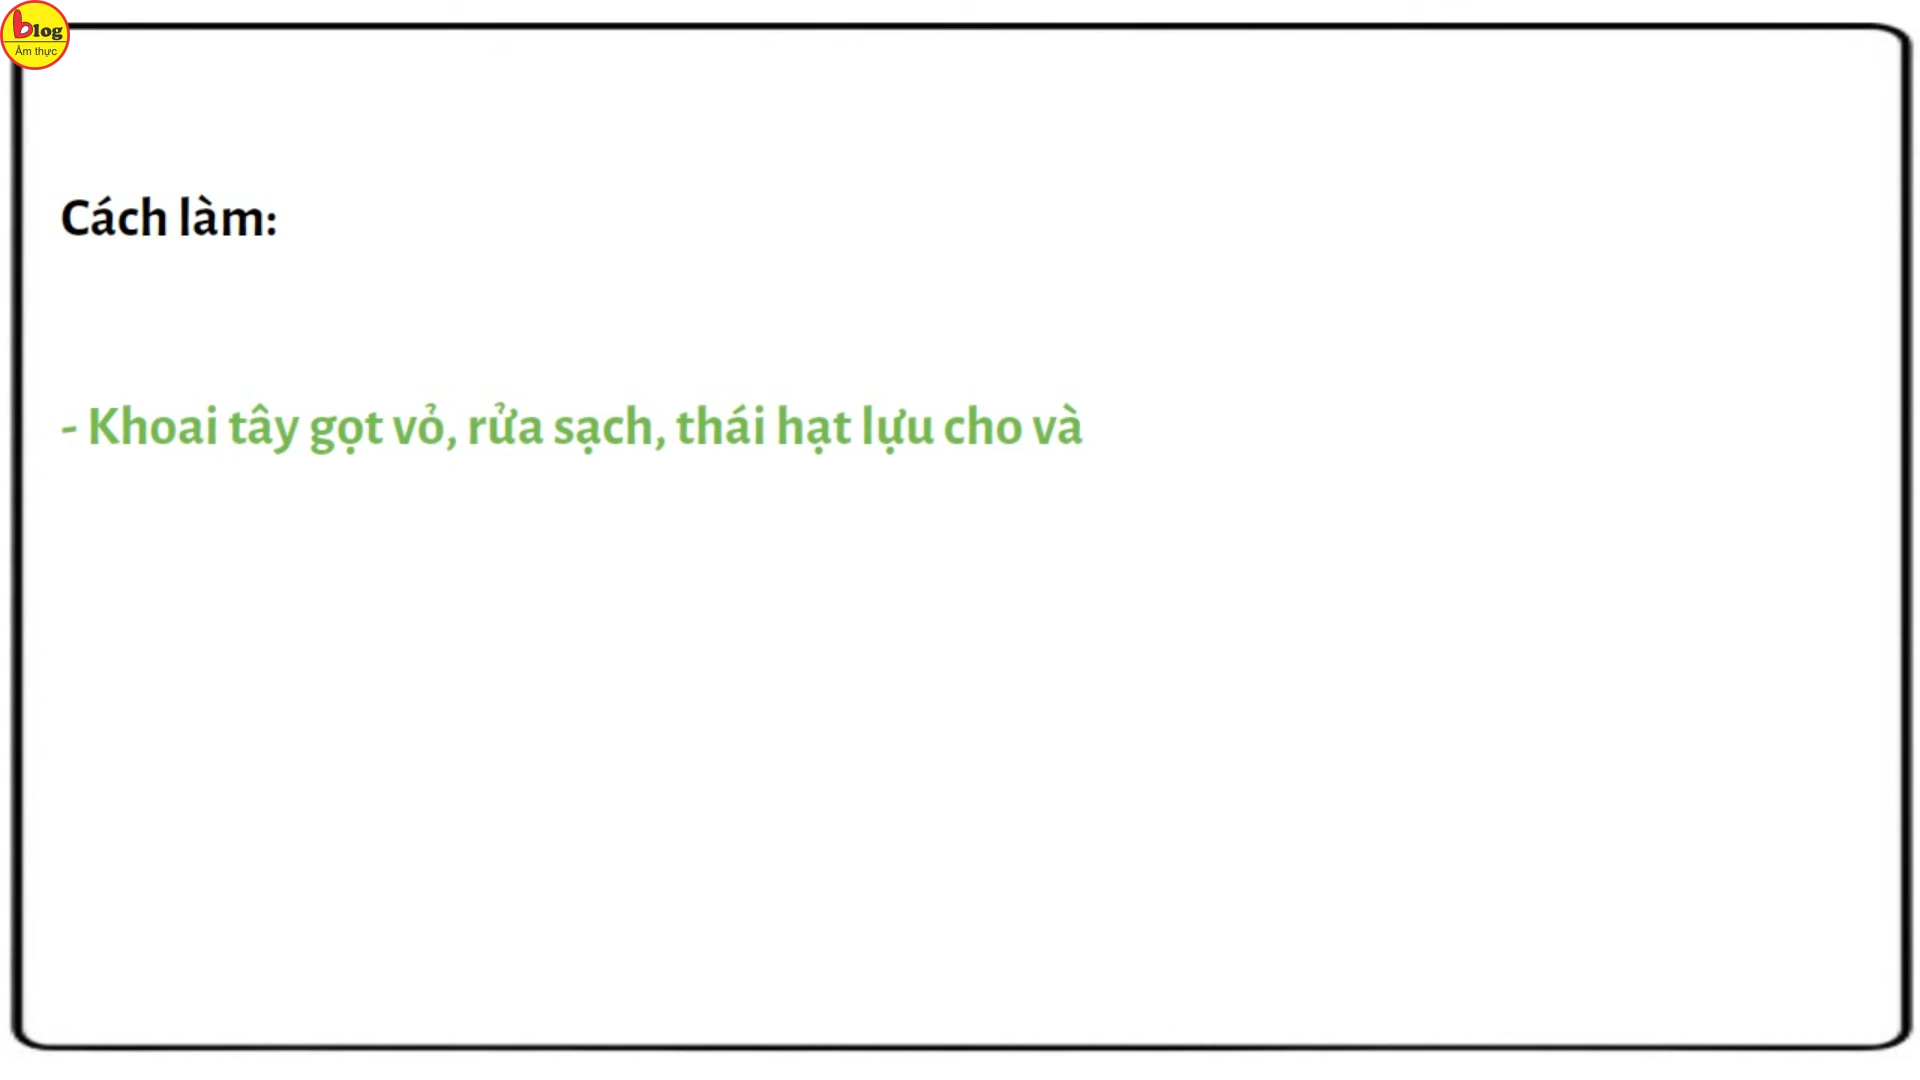 blog
Ẩm thực
Cách làm:
- Khoai tây gọt vỏ, rửa sạch, thái hạt lựu cho và